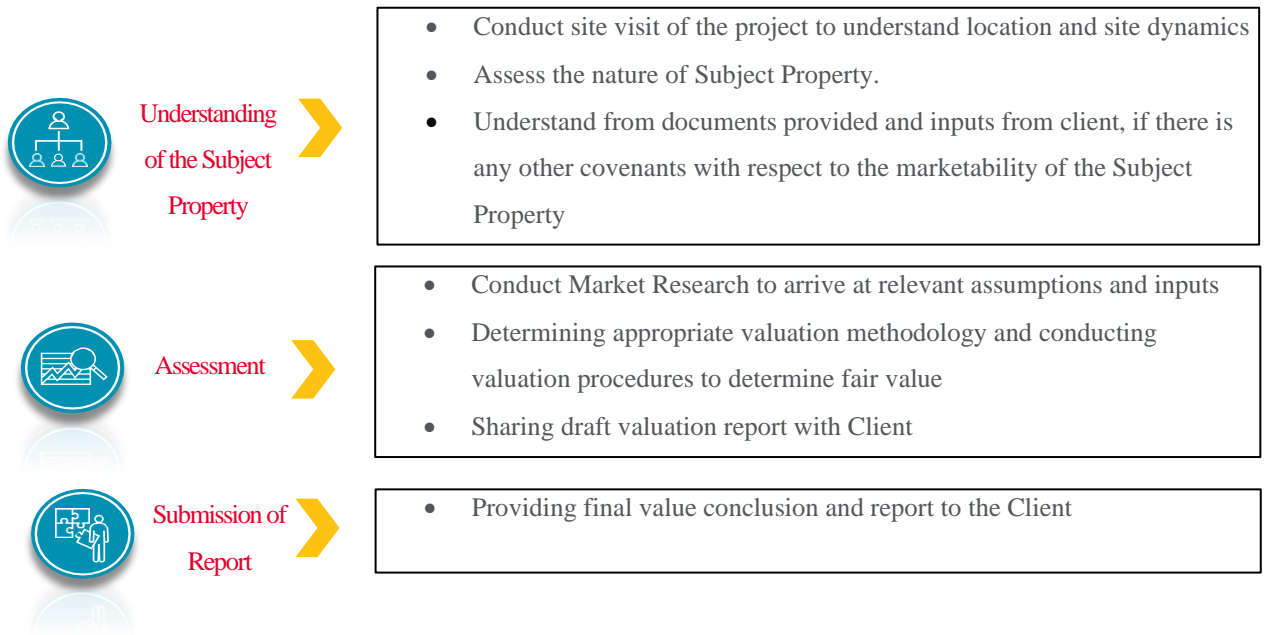 Understanding
of the Subject
Property
• Conduct site visit of the project to understand location and site dynamics
• Assess the nature of Subject Property.
• Understand from documents provided and inputs from client, if there is
any other covenants with respect to the marketability of the Subject
Property
Assessment
• Conduct Market Research to arrive at relevant assumptions and inputs
• Determining appropriate valuation methodology and conducting
valuation procedures to determine fair value
• Sharing draft valuation report with Client
Submission of
Report
• Providing final value conclusion and report to the Client